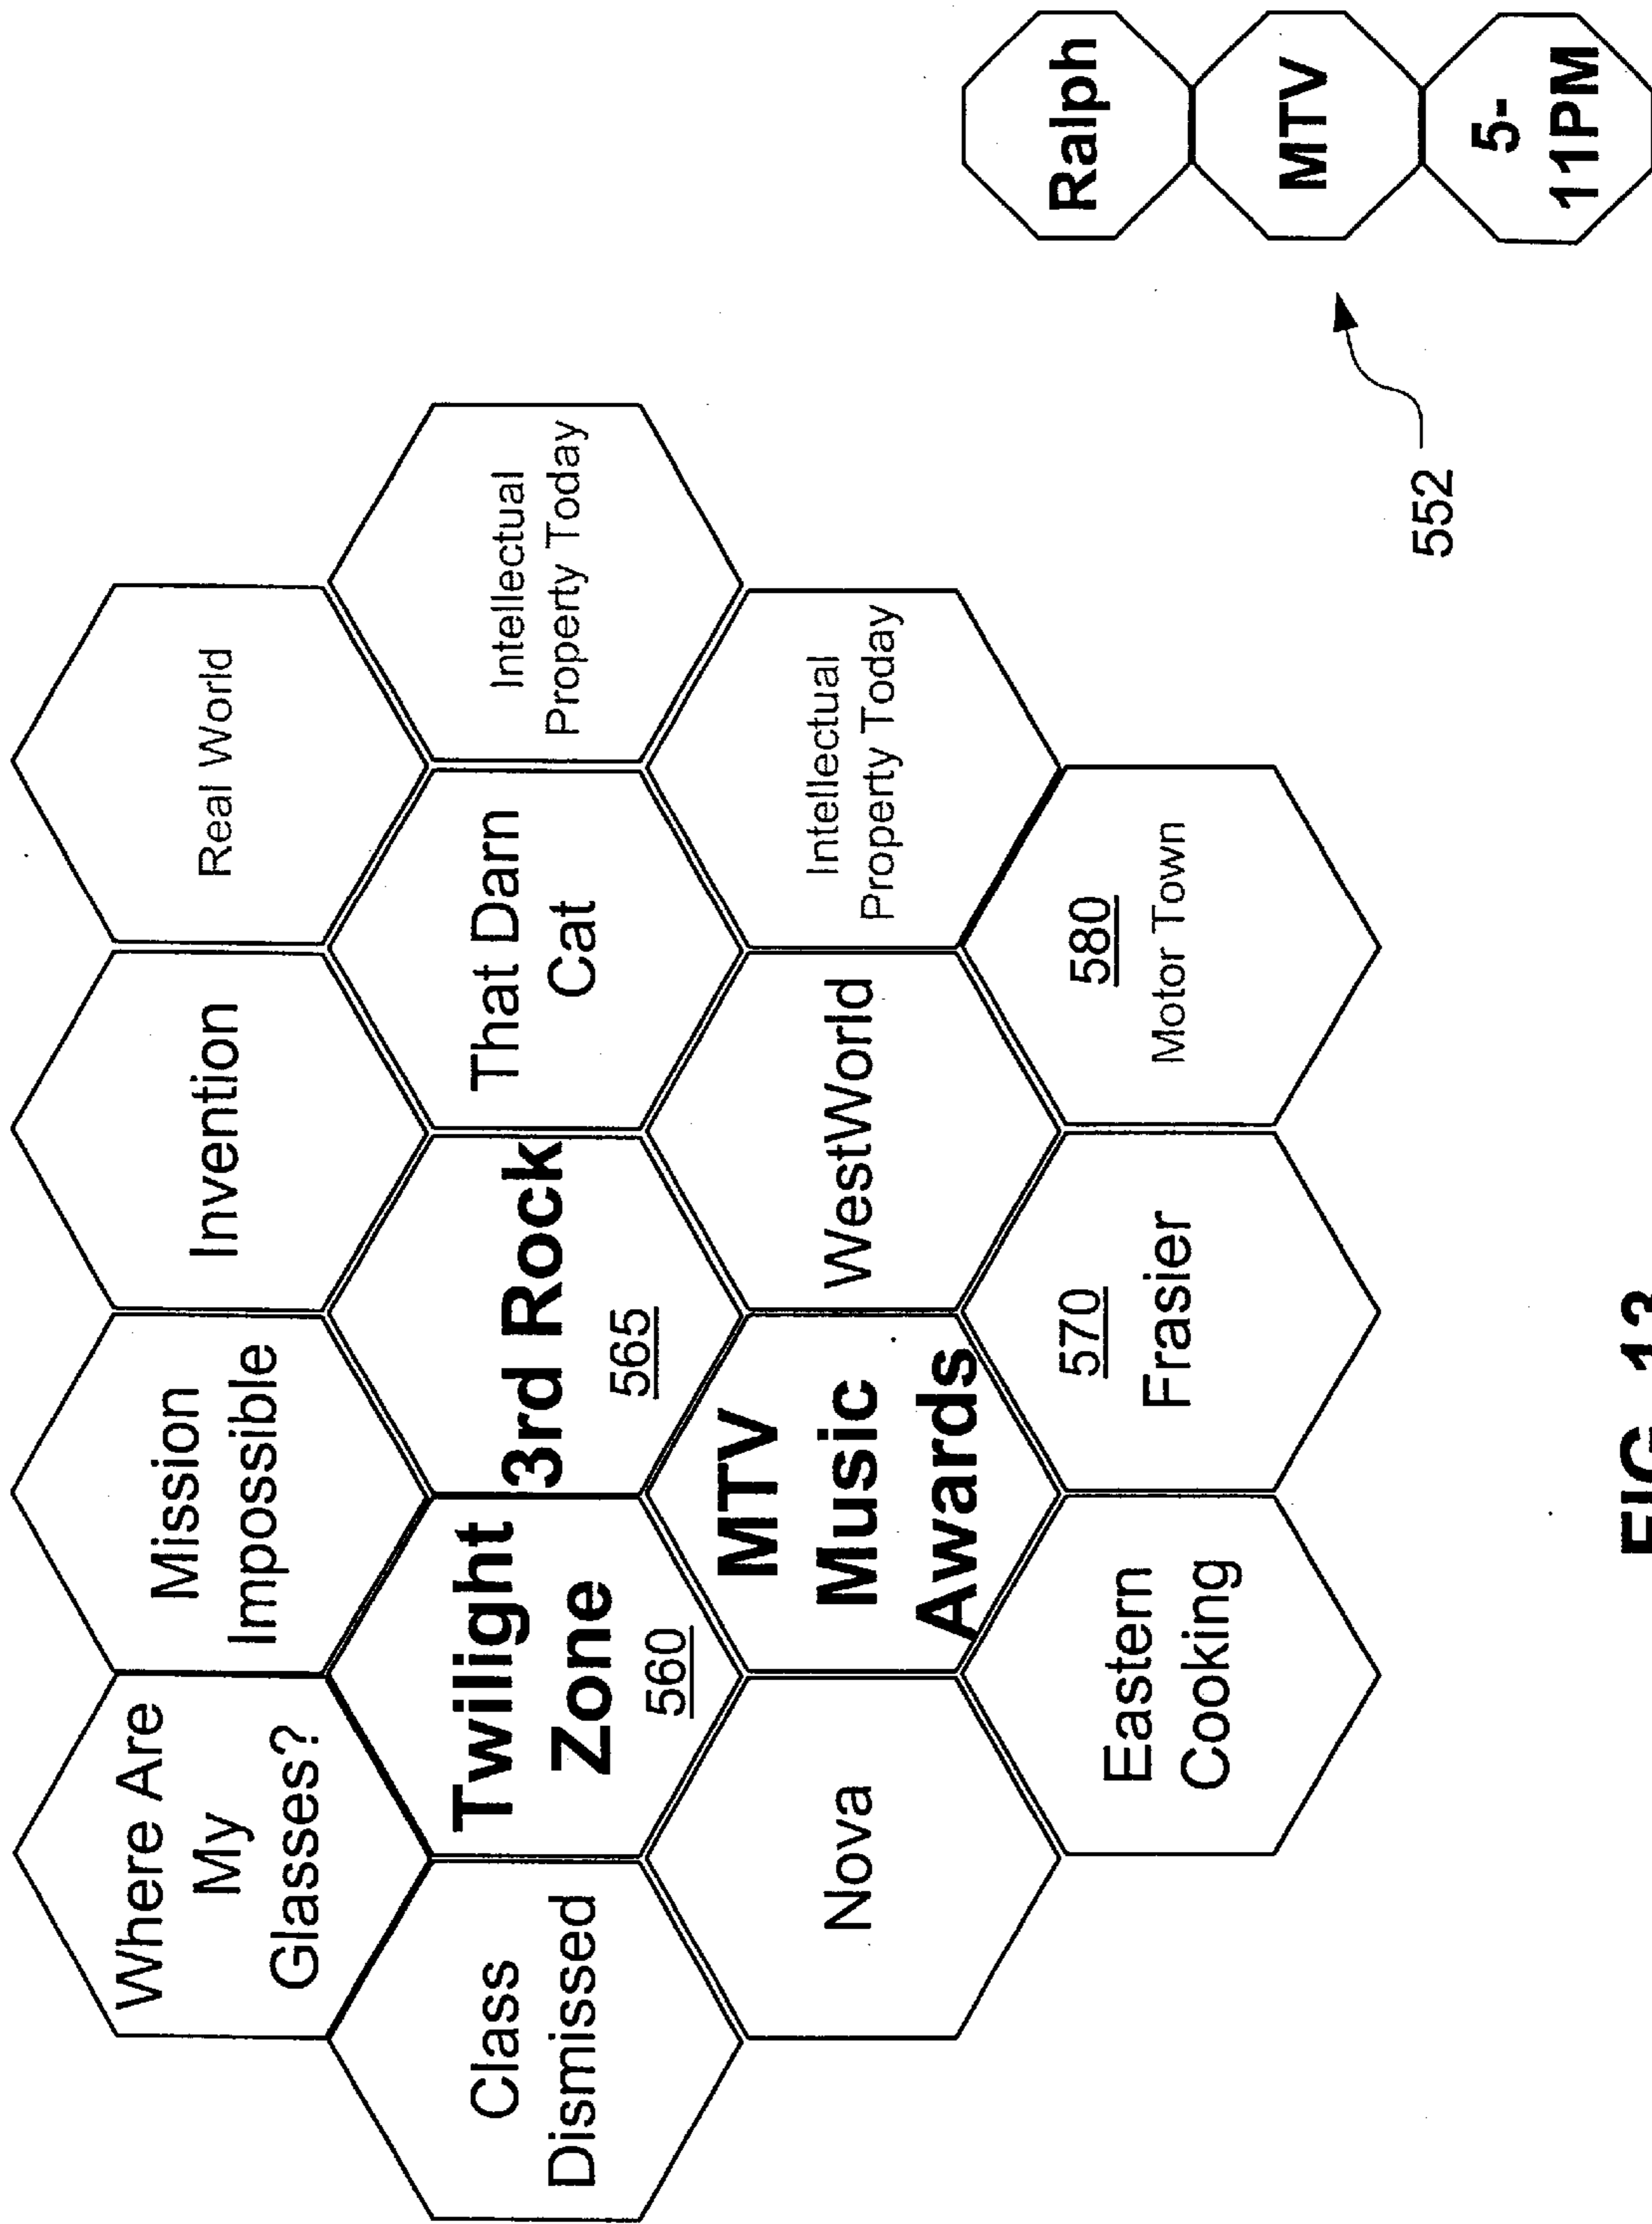 Where Are
My
Glasses?
Mission
Impossible
Invention
Real World
Class
Dismissed
Twilight
Zone
560
3rd Rock
565
That Darn
Cat
Intellectual
Property Today
Nova
MTV
Music
Awards
WestWorld
Intellectual
Property Today
Eastern
Cooking
570
Frasier
580
Motor Town
552
Ralph
MTV
5-
11PM
FIG.